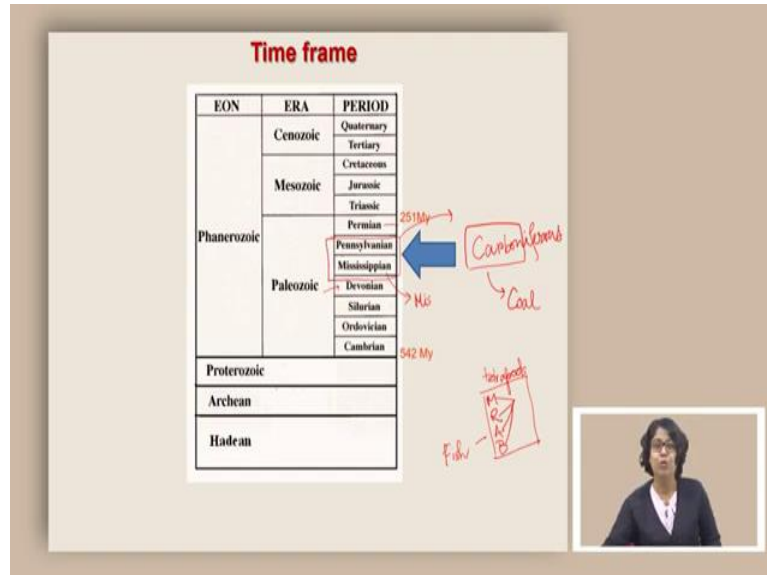 Time frame
EON ERA PERIOD
Phanerozoic
Cenozoic
Quaternary
Tertiary
Mesozoic
Cretaceous
Jurassic
Triassic
Paleozoic
Permian
251My
Pennsylvanian
Mississippian
Devonian
Silurian
Ordovician
Cambrian
542 My
Proterozoic
Archean
Hadean
Carboniferous
Coal
Mis
tetrapods
M
R
A
B
Fish